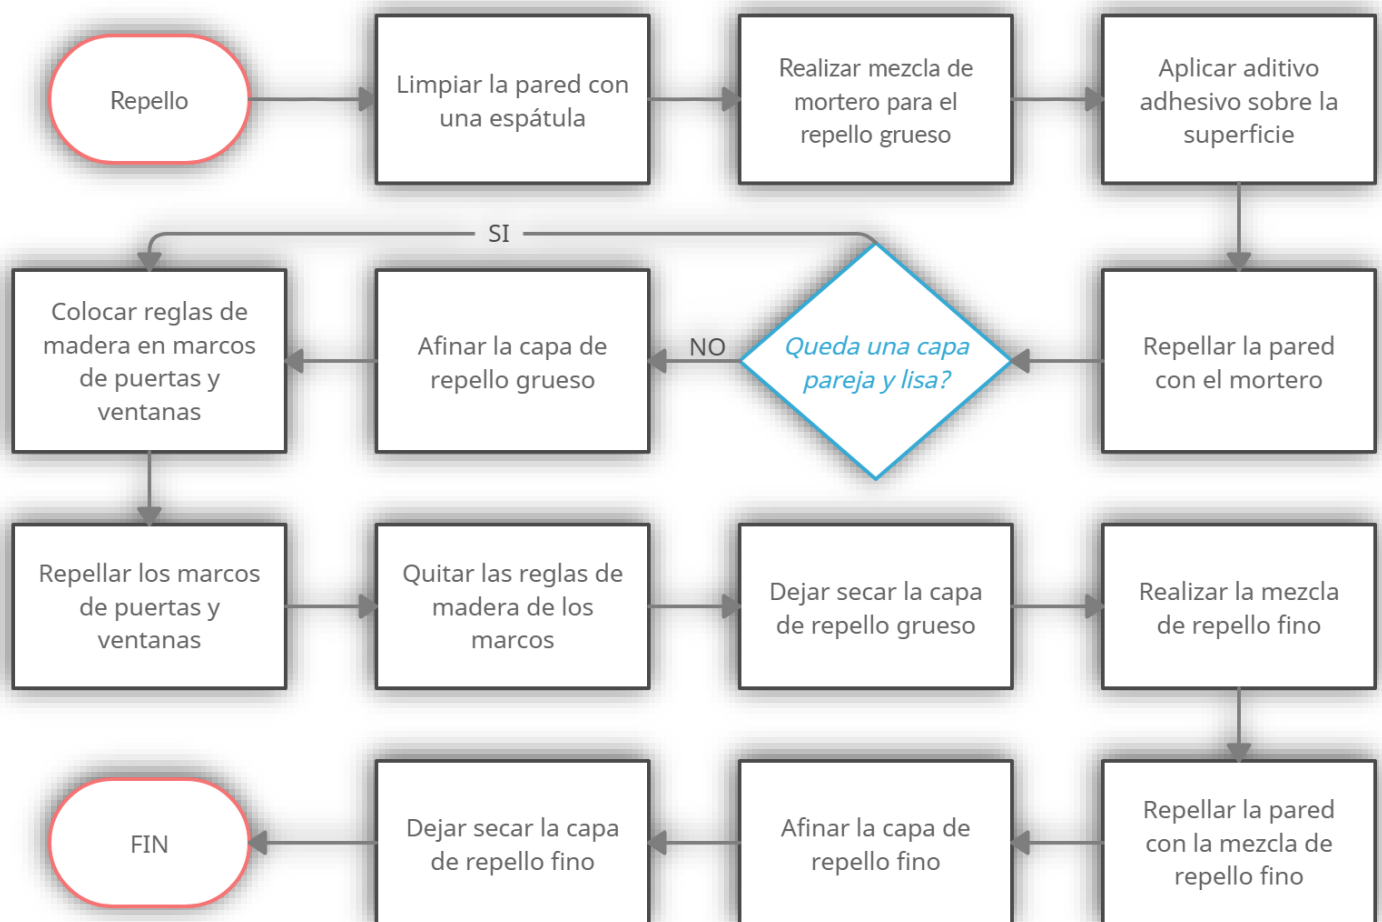 Repello
Limpiar la pared con
una espátula
Realizar mezcla de
mortero para el
repello grueso
Aplicar aditivo
adhesivo sobre la
superficie
SI
Colocar reglas de
madera en marcos
de puertas y
ventanas
Afinar la capa de
repello grueso
NO
Queda una capa
pareja y lisa?
Repellar la pared
con el mortero
Repellar los marcos
de puertas y
ventanas
Quitar las reglas de
madera de los
marcos
Dejar secar la capa
de repello grueso
Realizar la mezcla
de repello fino
FIN
Dejar secar la capa
de repello fino
Afinar la capa de
repello fino
Repellar la pared
con la mezcla de
repello fino